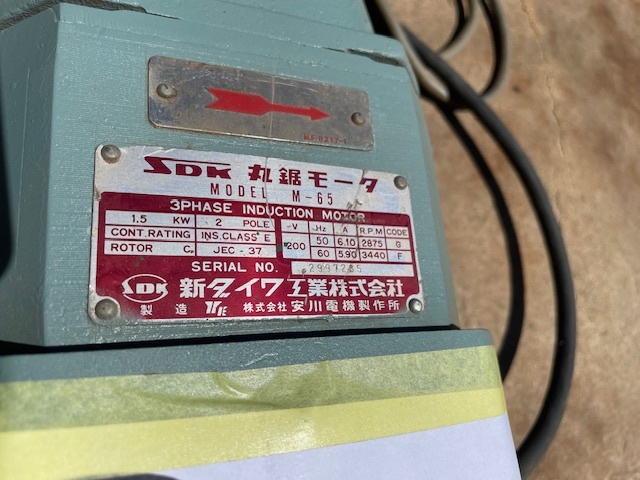 SDK 丸鋸モータ
MODEL M-65
3PHASE INDUCTION MOTOR
1.5 KW 2 POLE V Hz A R.P.M CODE
CONT.RATING INS.CLASS E 200 50 6.10 2875 G
ROTOR C. JEC-37 60 5.90 3440 F
SERIAL NO.
SDK 新ダイワ工業株式会社
製造 株式会社 安川電機製作所